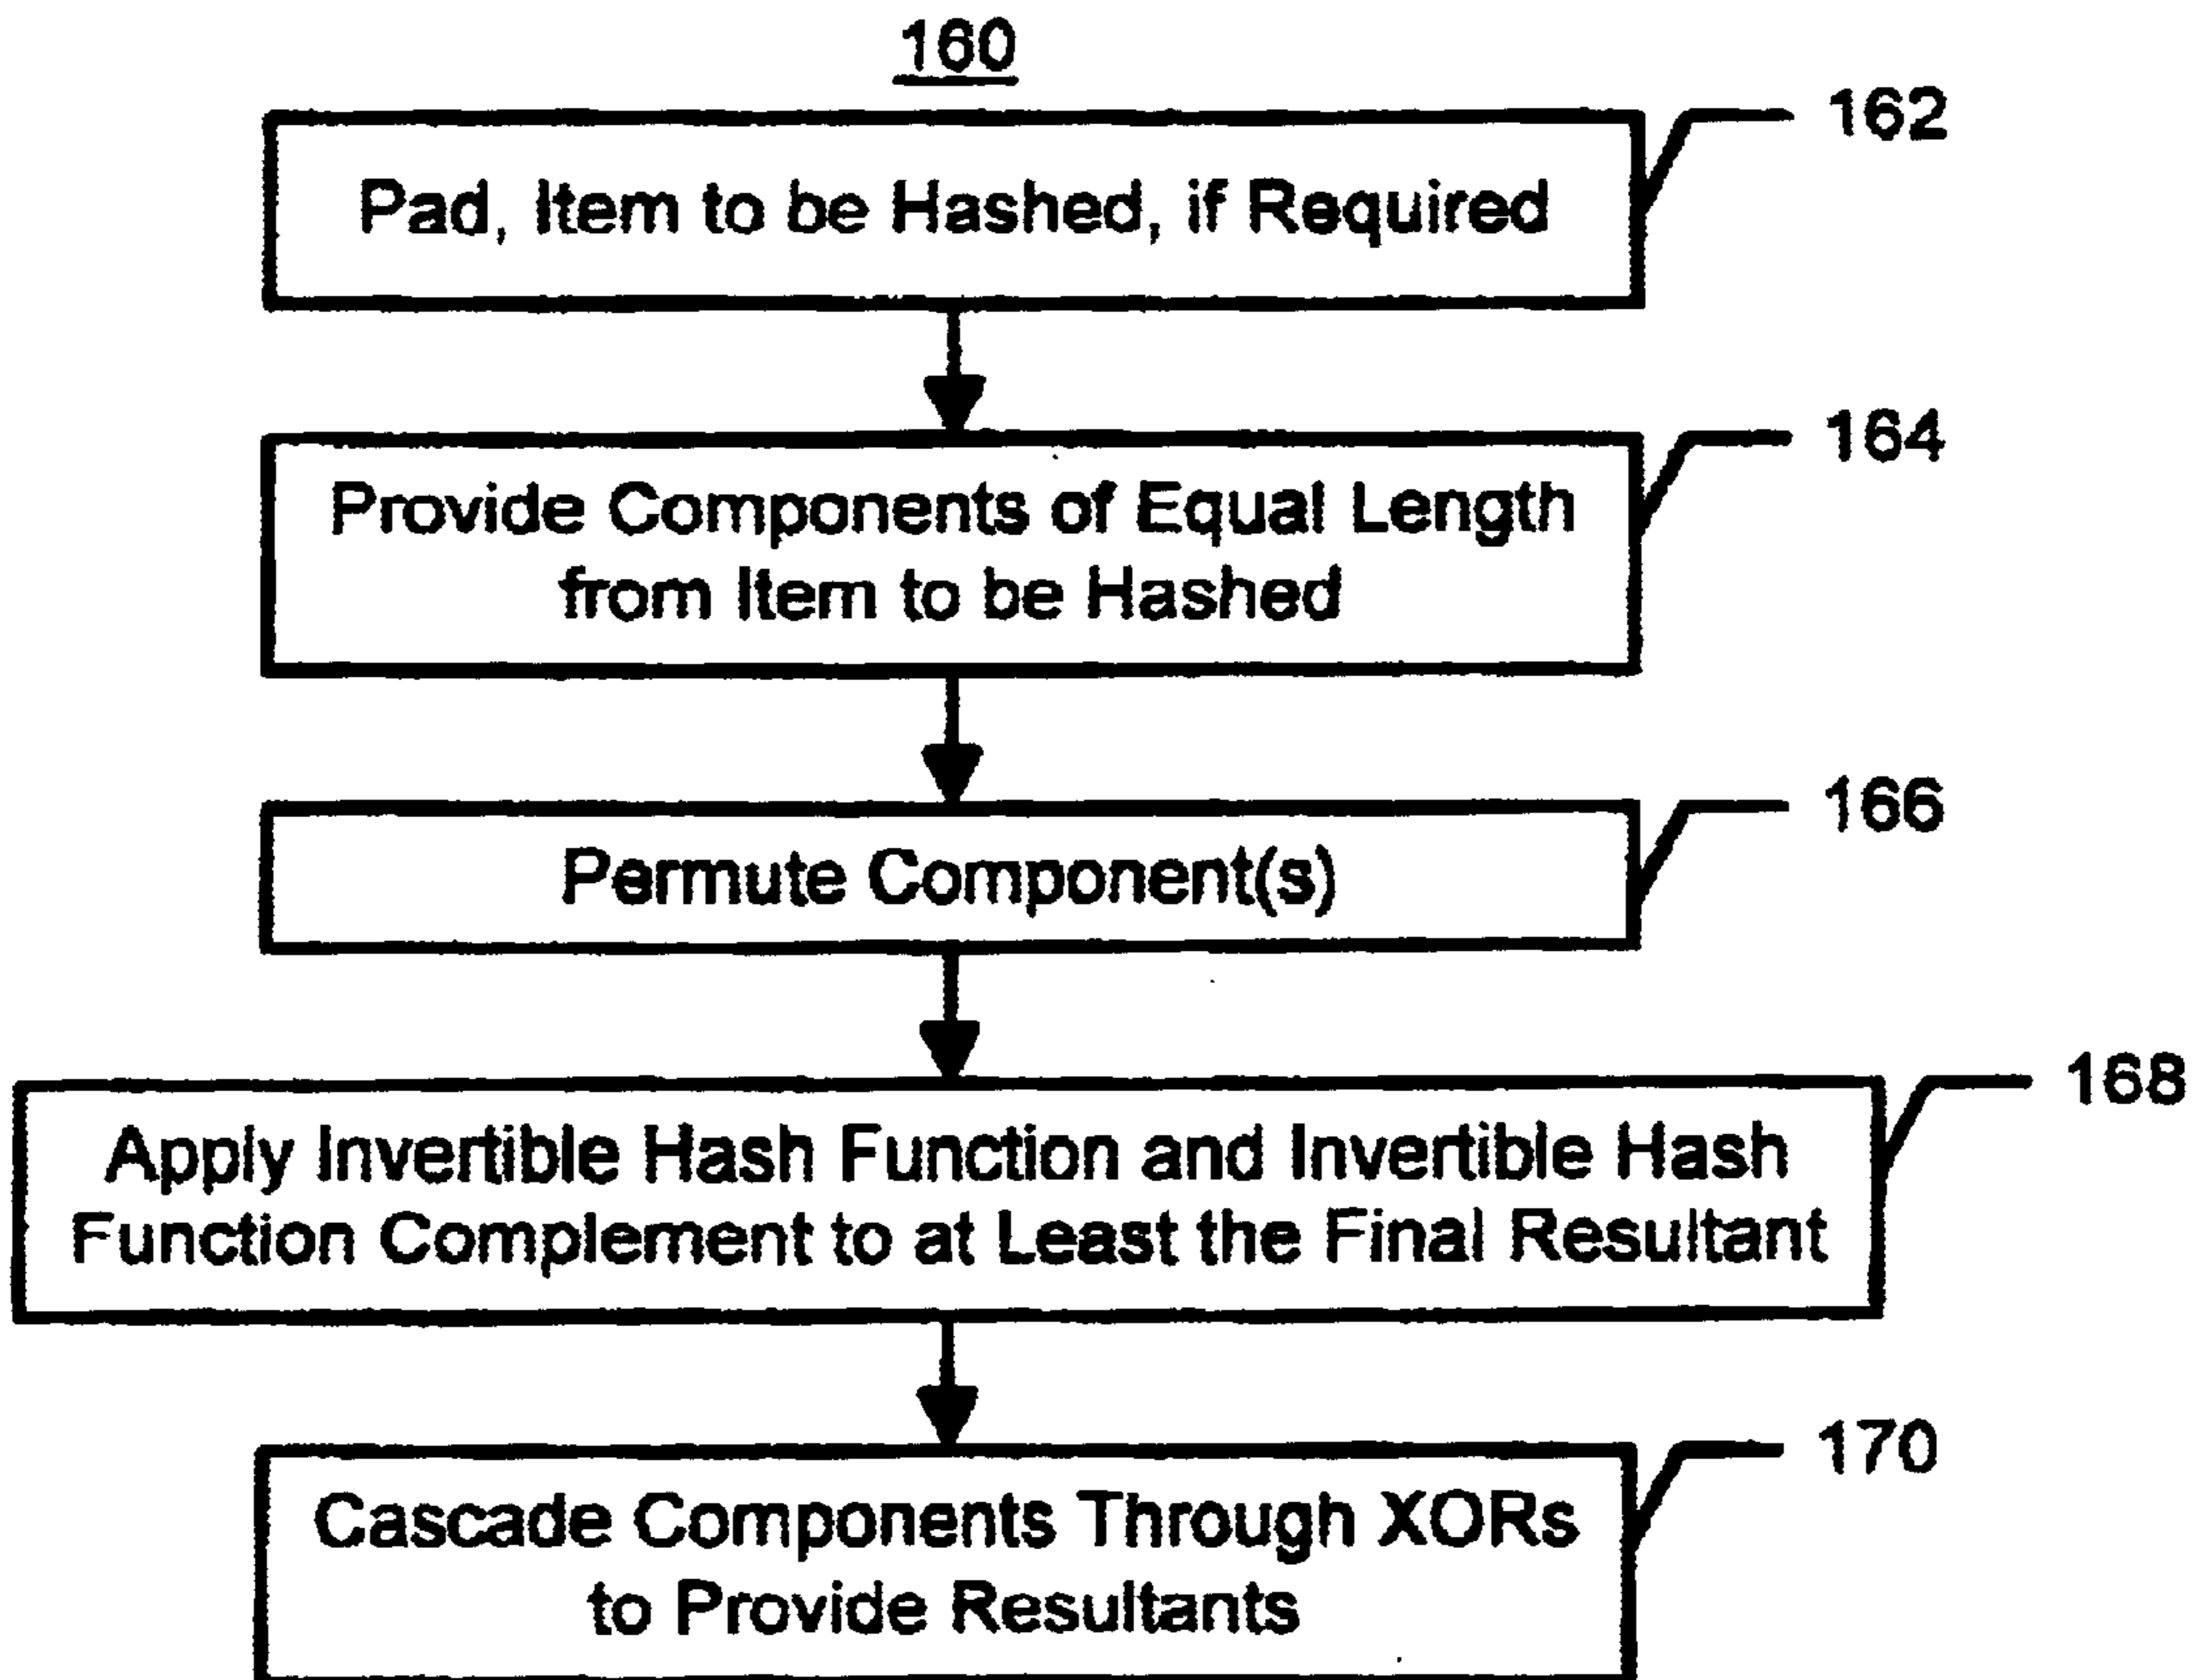 160
162
Pad, Item to be Hashed, if Required
164
Provide Components of Equal Length
from Item to be Hashed
166
Permute Component(s)
168
Apply Invertible Hash Function and Invertible Hash
Function Complement to at Least the Final Resultant
170
Cascade Components Through XORs
to Provide Resultants